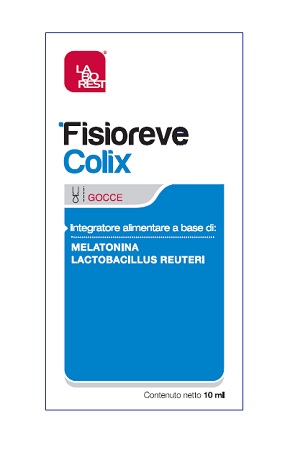 LA
BO
REST
Fisioreve
Colix
GOCCE
Integratore alimentare a base di:
MELATONINA
LACTOBACILLUS REUTERI
Contenuto netto 10 ml